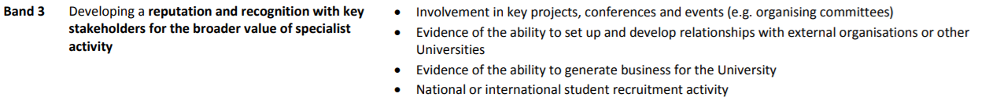 Band 3
Developing a reputation and recognition with key
stakeholders for the broader value of specialist
activity
• Involvement in key projects, conferences and events (e.g. organising committees)
• Evidence of the ability to set up and develop relationships with external organisations or other
Universities
• Evidence of the ability to generate business for the University
• National or international student recruitment activity